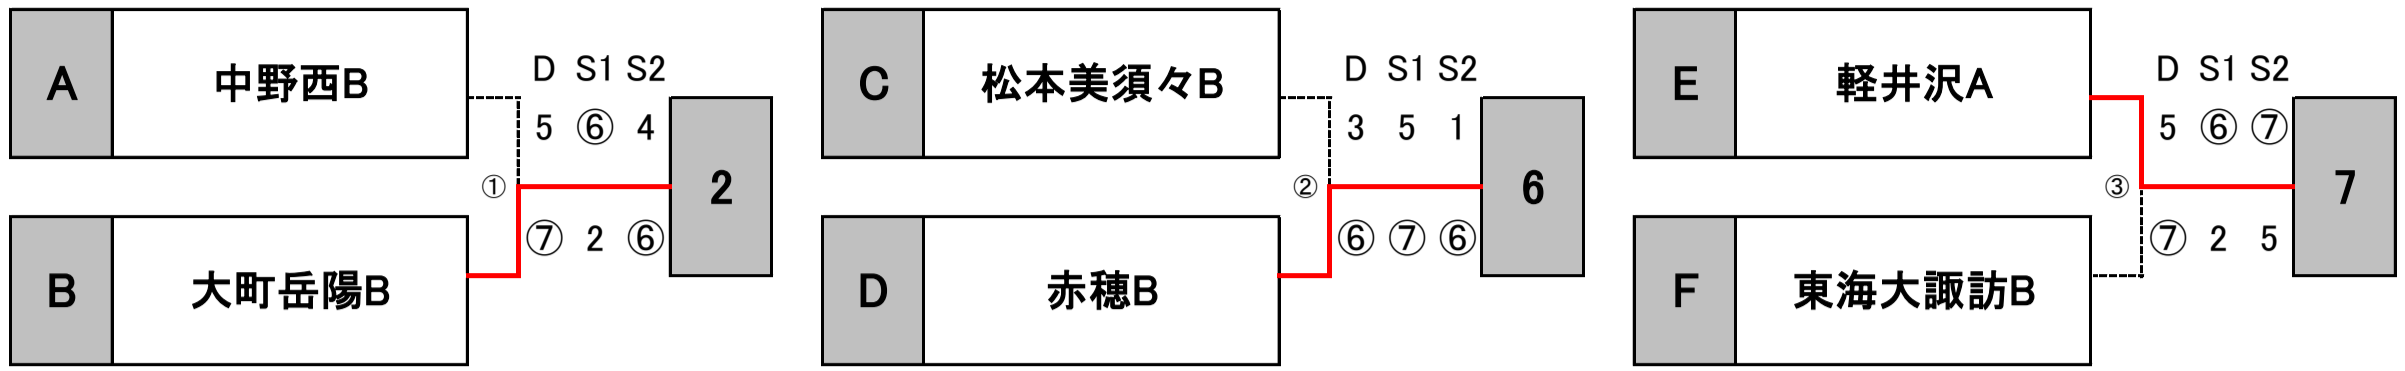 A 中野西B D S1 S2
5 ⑥ 4
① 2
⑦ 2 ⑥
B 大町岳陽B
C 松本美須々B D S1 S2
3 5 1
② 6
⑥ ⑦ ⑥
D 赤穂B
E 軽井沢A D S1 S2
5 ⑥ ⑦
③ 7
⑦ 2 5
F 東海大諏訪B